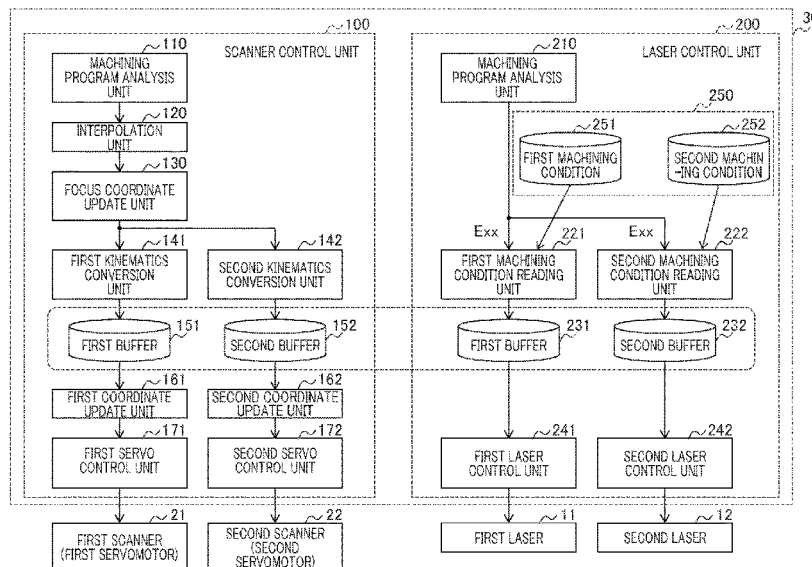 100
200
30
110
SCANNER CONTROL UNIT
210
LASER CONTROL UNIT
MACHINING
PROGRAM ANALYSIS
UNIT
MACHINING
PROGRAM ANALYSIS
UNIT
250
120
INTERPOLATION
UNIT
251
252
FIRST MACHINING
CONDITION
SECOND MACHIN
-ING CONDITION
130
FOCUS COORDINATE
UPDATE UNIT
141
142
Exx
221
Exx
222
FIRST KINEMATICS
CONVERSION
UNIT
SECOND KINEMATICS
CONVERSION UNIT
FIRST MACHINING
CONDITION READING
UNIT
SECOND MACHINING
CONDITION READING
UNIT
151
152
231
232
FIRST BUFFER
SECOND BUFFER
FIRST BUFFER
SECOND BUFFER
161
162
FIRST COORDINATE
UPDATE UNIT
SECOND COORDINATE
UPDATE UNIT
171
172
241
242
FIRST SERVO
CONTROL UNIT
SECOND SERVO
CONTROL UNIT
FIRST LASER
CONTROL UNIT
SECOND LASER
CONTROL UNIT
21
22
11
12
FIRST SCANNER
(FIRST SERVOMOTOR)
SECOND SCANNER
(SECOND
SERVOMOTOR)
FIRST LASER
SECOND LASER